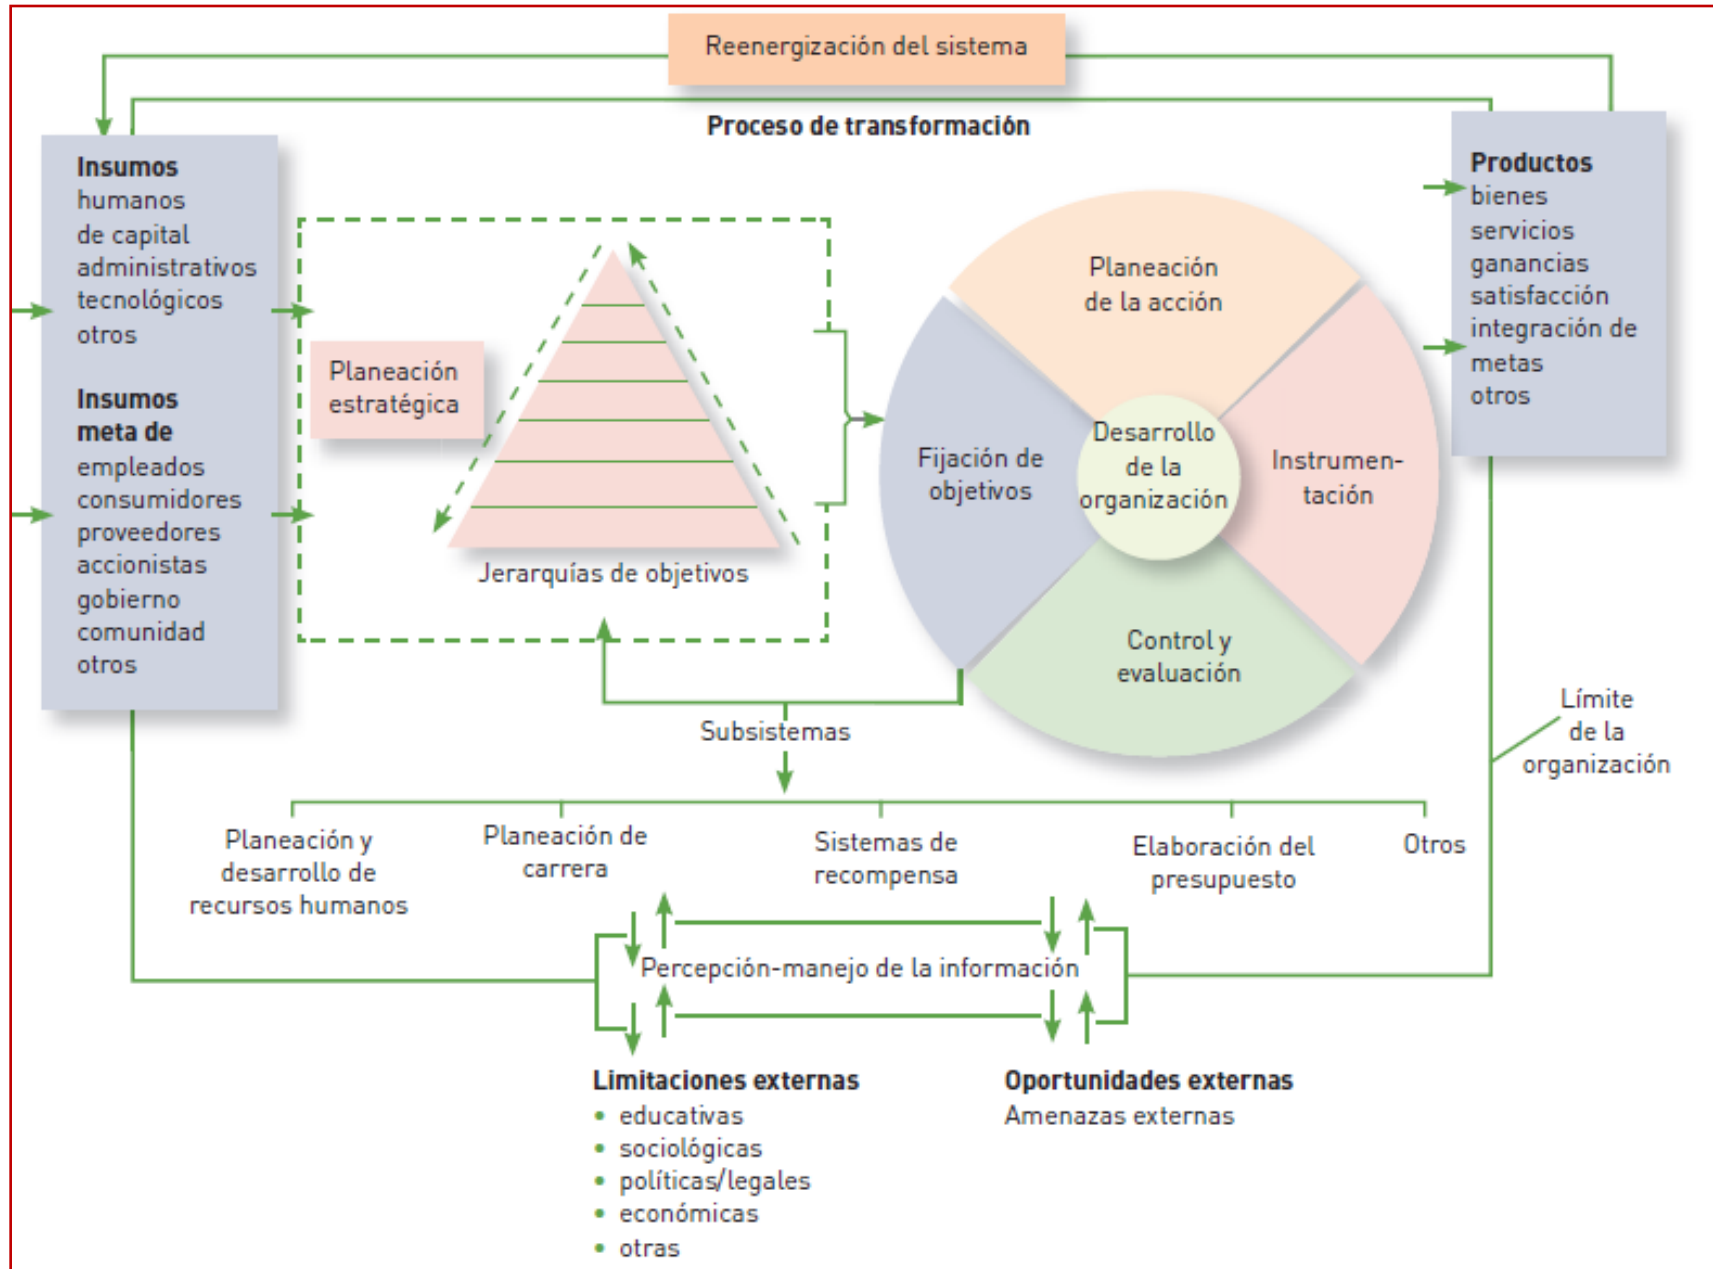 Reenergización del sistema
Proceso de transformación
Insumos
humanos
de capital
administrativos
tecnológicos
otros
Insumos
meta de
empleados
consumidores
proveedores
accionistas
gobierno
comunidad
otros
Planeación
estratégica
Jerarquías de objetivos
Planeación
de la acción
Fijación de
objetivos
Desarrollo
de la
organización
Instrumen-
tación
Control y
evaluación
Productos
bienes
servicios
ganancias
satisfacción
integración de
metas
otros
Límite
de la
organización
Subsistemas
Planeación y
desarrollo de
recursos humanos
Planeación de
carrera
Sistemas de
recompensa
Elaboración del
presupuesto
Otros
Percepción-manejo de la información
Limitaciones externas
• educativas
• sociológicas
• políticas/legales
• económicas
• otras
Oportunidades externas
Amenazas externas